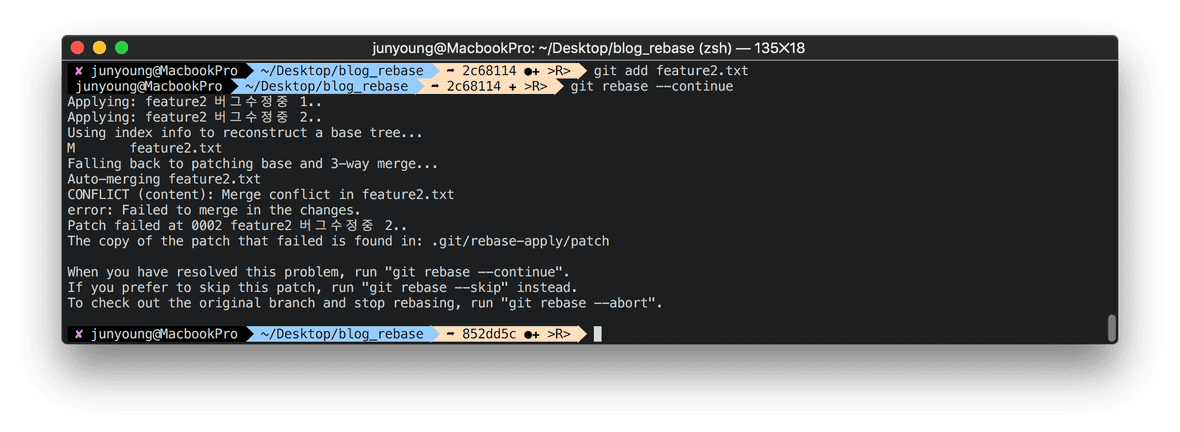 junyoung@MacbookPro: ~/Desktop/blog_rebase (zsh) — 135×18
✘ junyoung@MacbookPro ~/Desktop/blog_rebase ➦ 2c68114 ●✚ >R> git add feature2.txt
junyoung@MacbookPro ~/Desktop/blog_rebase ➦ 2c68114 ✚ >R> git rebase --continue
Applying: feature2 버그수정중 1..
Applying: feature2 버그수정중 2..
Using index info to reconstruct a base tree...
M feature2.txt
Falling back to patching base and 3-way merge...
Auto-merging feature2.txt
CONFLICT (content): Merge conflict in feature2.txt
error: Failed to merge in the changes.
Patch failed at 0002 feature2 버그수정중 2..
The copy of the patch that failed is found in: .git/rebase-apply/patch
When you have resolved this problem, run "git rebase --continue".
If you prefer to skip this patch, run "git rebase --skip" instead.
To check out the original branch and stop rebasing, run "git rebase --abort".
✘ junyoung@MacbookPro ~/Desktop/blog_rebase ➦ 852dd5c ●✚ >R>